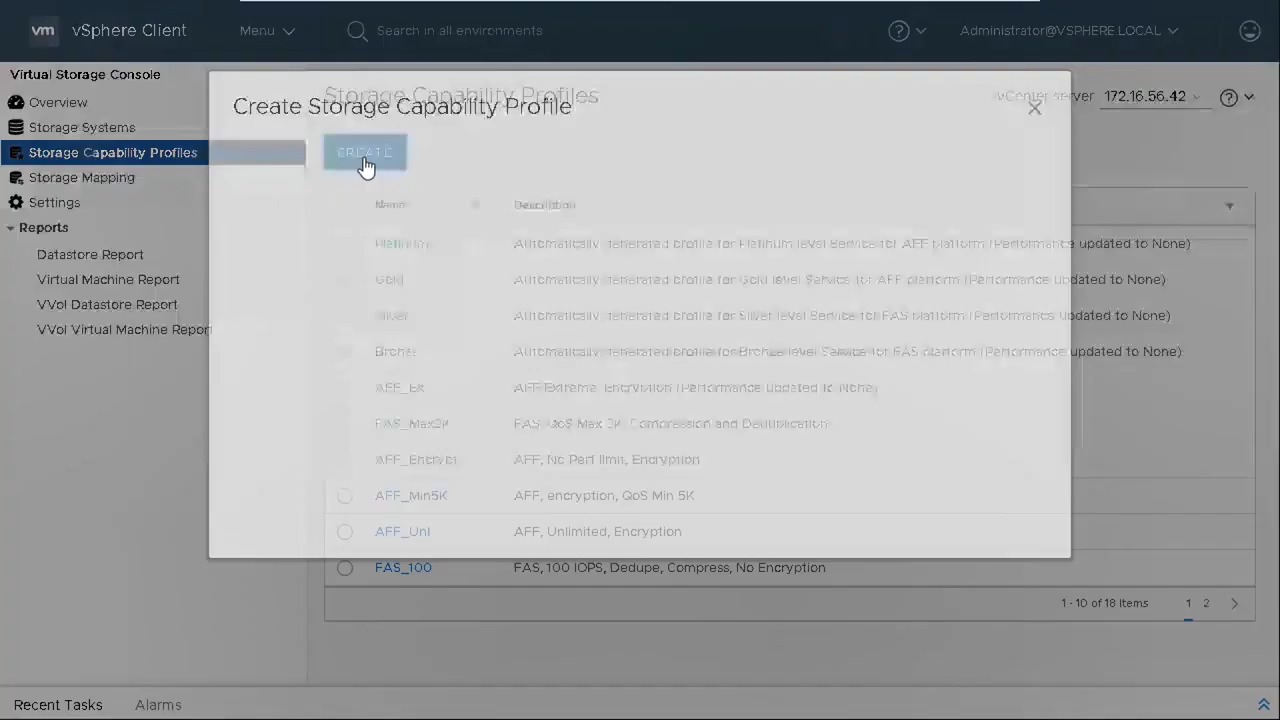 vm vSphere Client Menu Search in all environments Administrator@VSPHERE.LOCAL
Virtual Storage Console
Overview
Storage Systems
Storage Capability Profiles
Storage Mapping
Settings
Reports
Datastore Report
Virtual Machine Report
VVol Datastore Report
VVol Virtual Machine Report
Storage Capability Profiles
vCenter server 172.16.56.42
Create Storage Capability Profile
CREATE
Name Description
Platinum Automatically generated profile for Platinum level Service for AFF platform (Performance updated to None)
Gold Automatically generated profile for Gold level Service for AFF platform (Performance updated to None)
Silver Automatically generated profile for Silver level Service for FAS platform (Performance updated to None)
Bronze Automatically generated profile for Bronze level Service for FAS platform (Performance updated to None)
AFF_Ex AFF Extreme, Encryption (Performance updated to None)
FAS_Max2K FAS, QoS Max 2K, Compression and Deduplication
AFF_Encrypt AFF, No Perf limit, Encryption
AFF_Min5K AFF, encryption, QoS Min 5K
AFF_Unl AFF, Unlimited, Encryption
FAS_100 FAS, 100 IOPS, Dedupe, Compress, No Encryption
1 - 10 of 18 Items 1 2
Recent Tasks Alarms